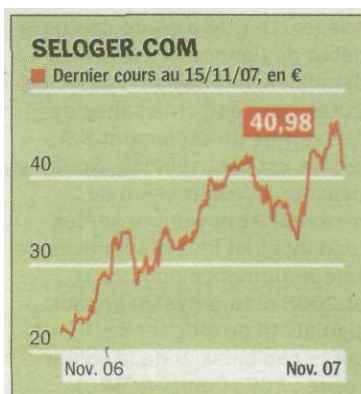 SELOGER.COM
Dernier cours au 15/11/07, en €
40,98
40
30
20
Nov. 06
Nov. 07